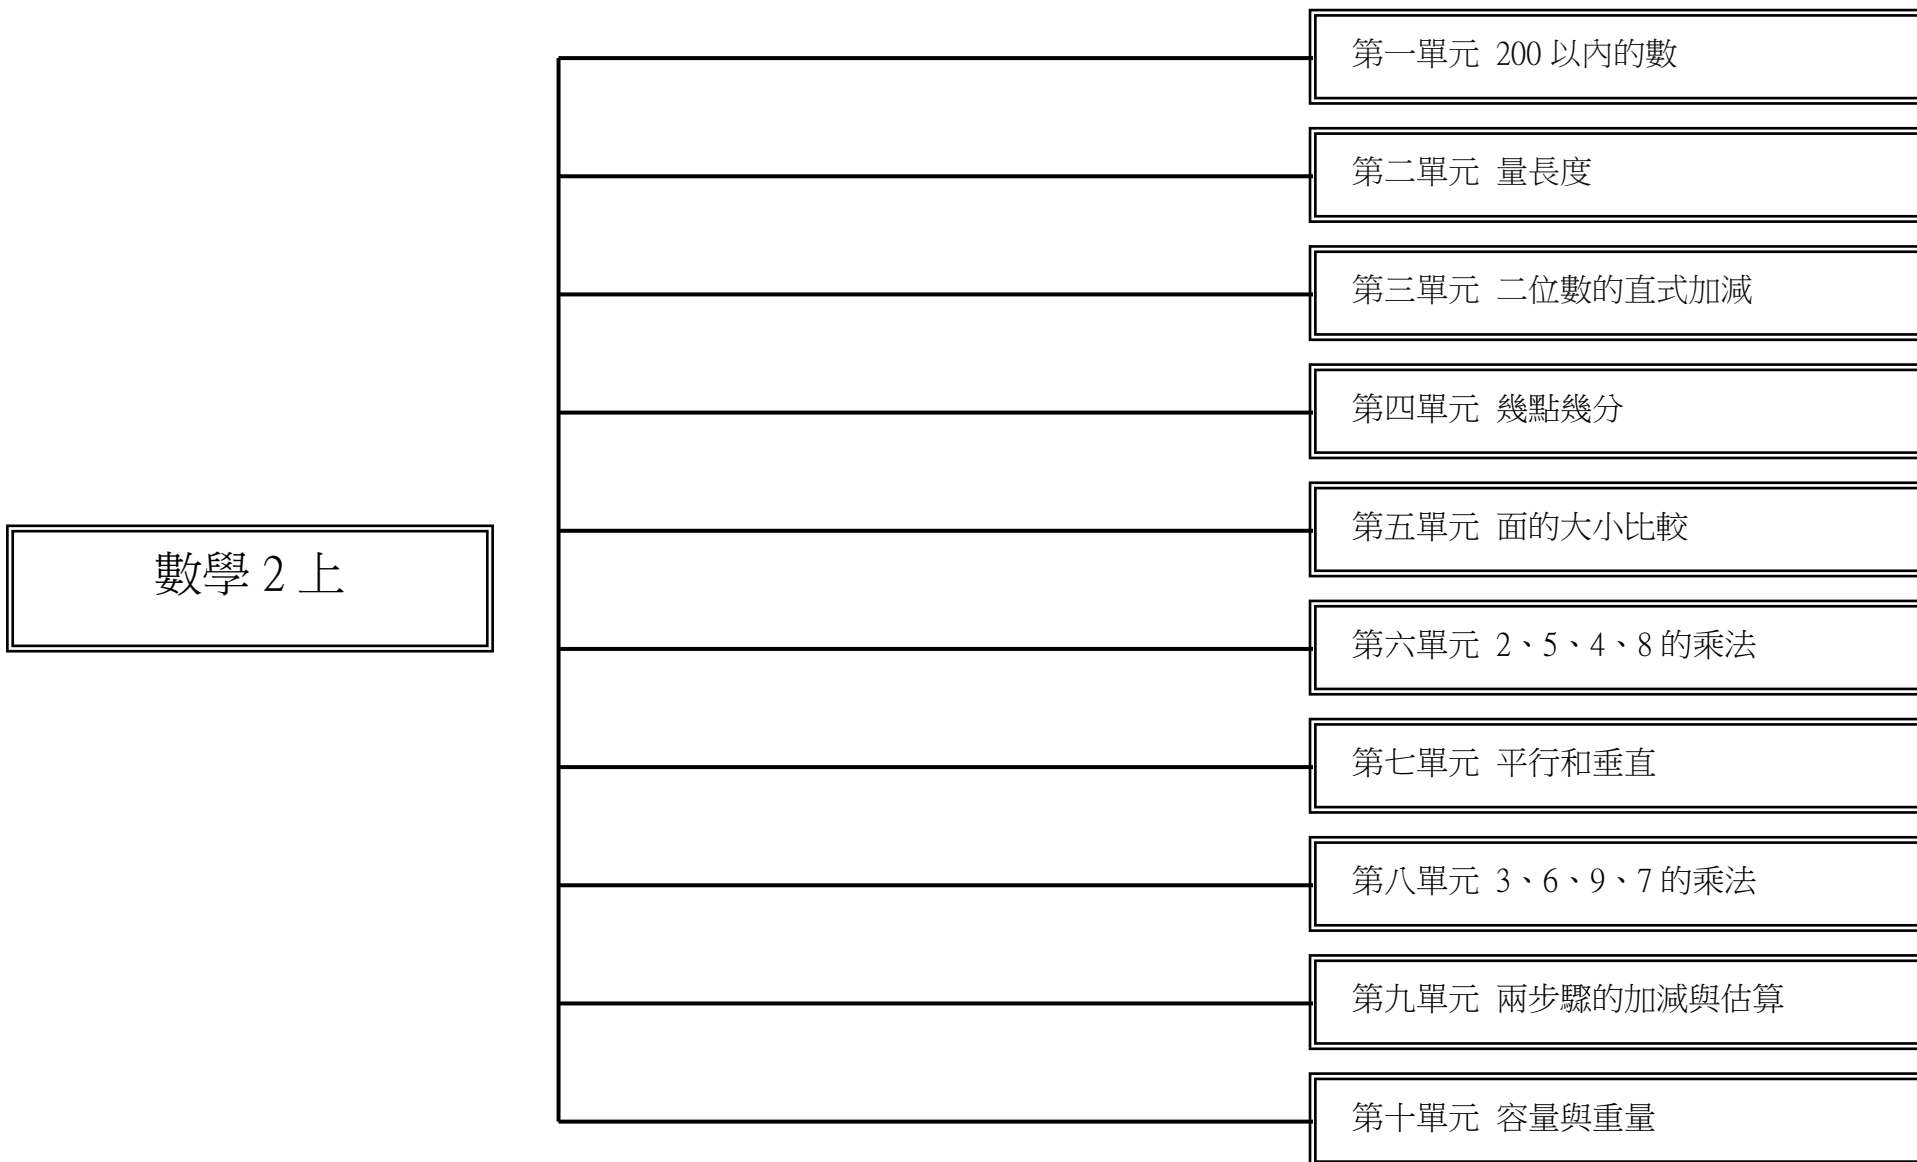 數學 2 上
第一單元 200 以內的數
第二單元 量長度
第三單元 二位數的直式加減
第四單元 幾點幾分
第五單元 面的大小比較
第六單元 2、5、4、8 的乘法
第七單元 平行和垂直
第八單元 3、6、9、7 的乘法
第九單元 兩步驟的加減與估算
第十單元 容量與重量